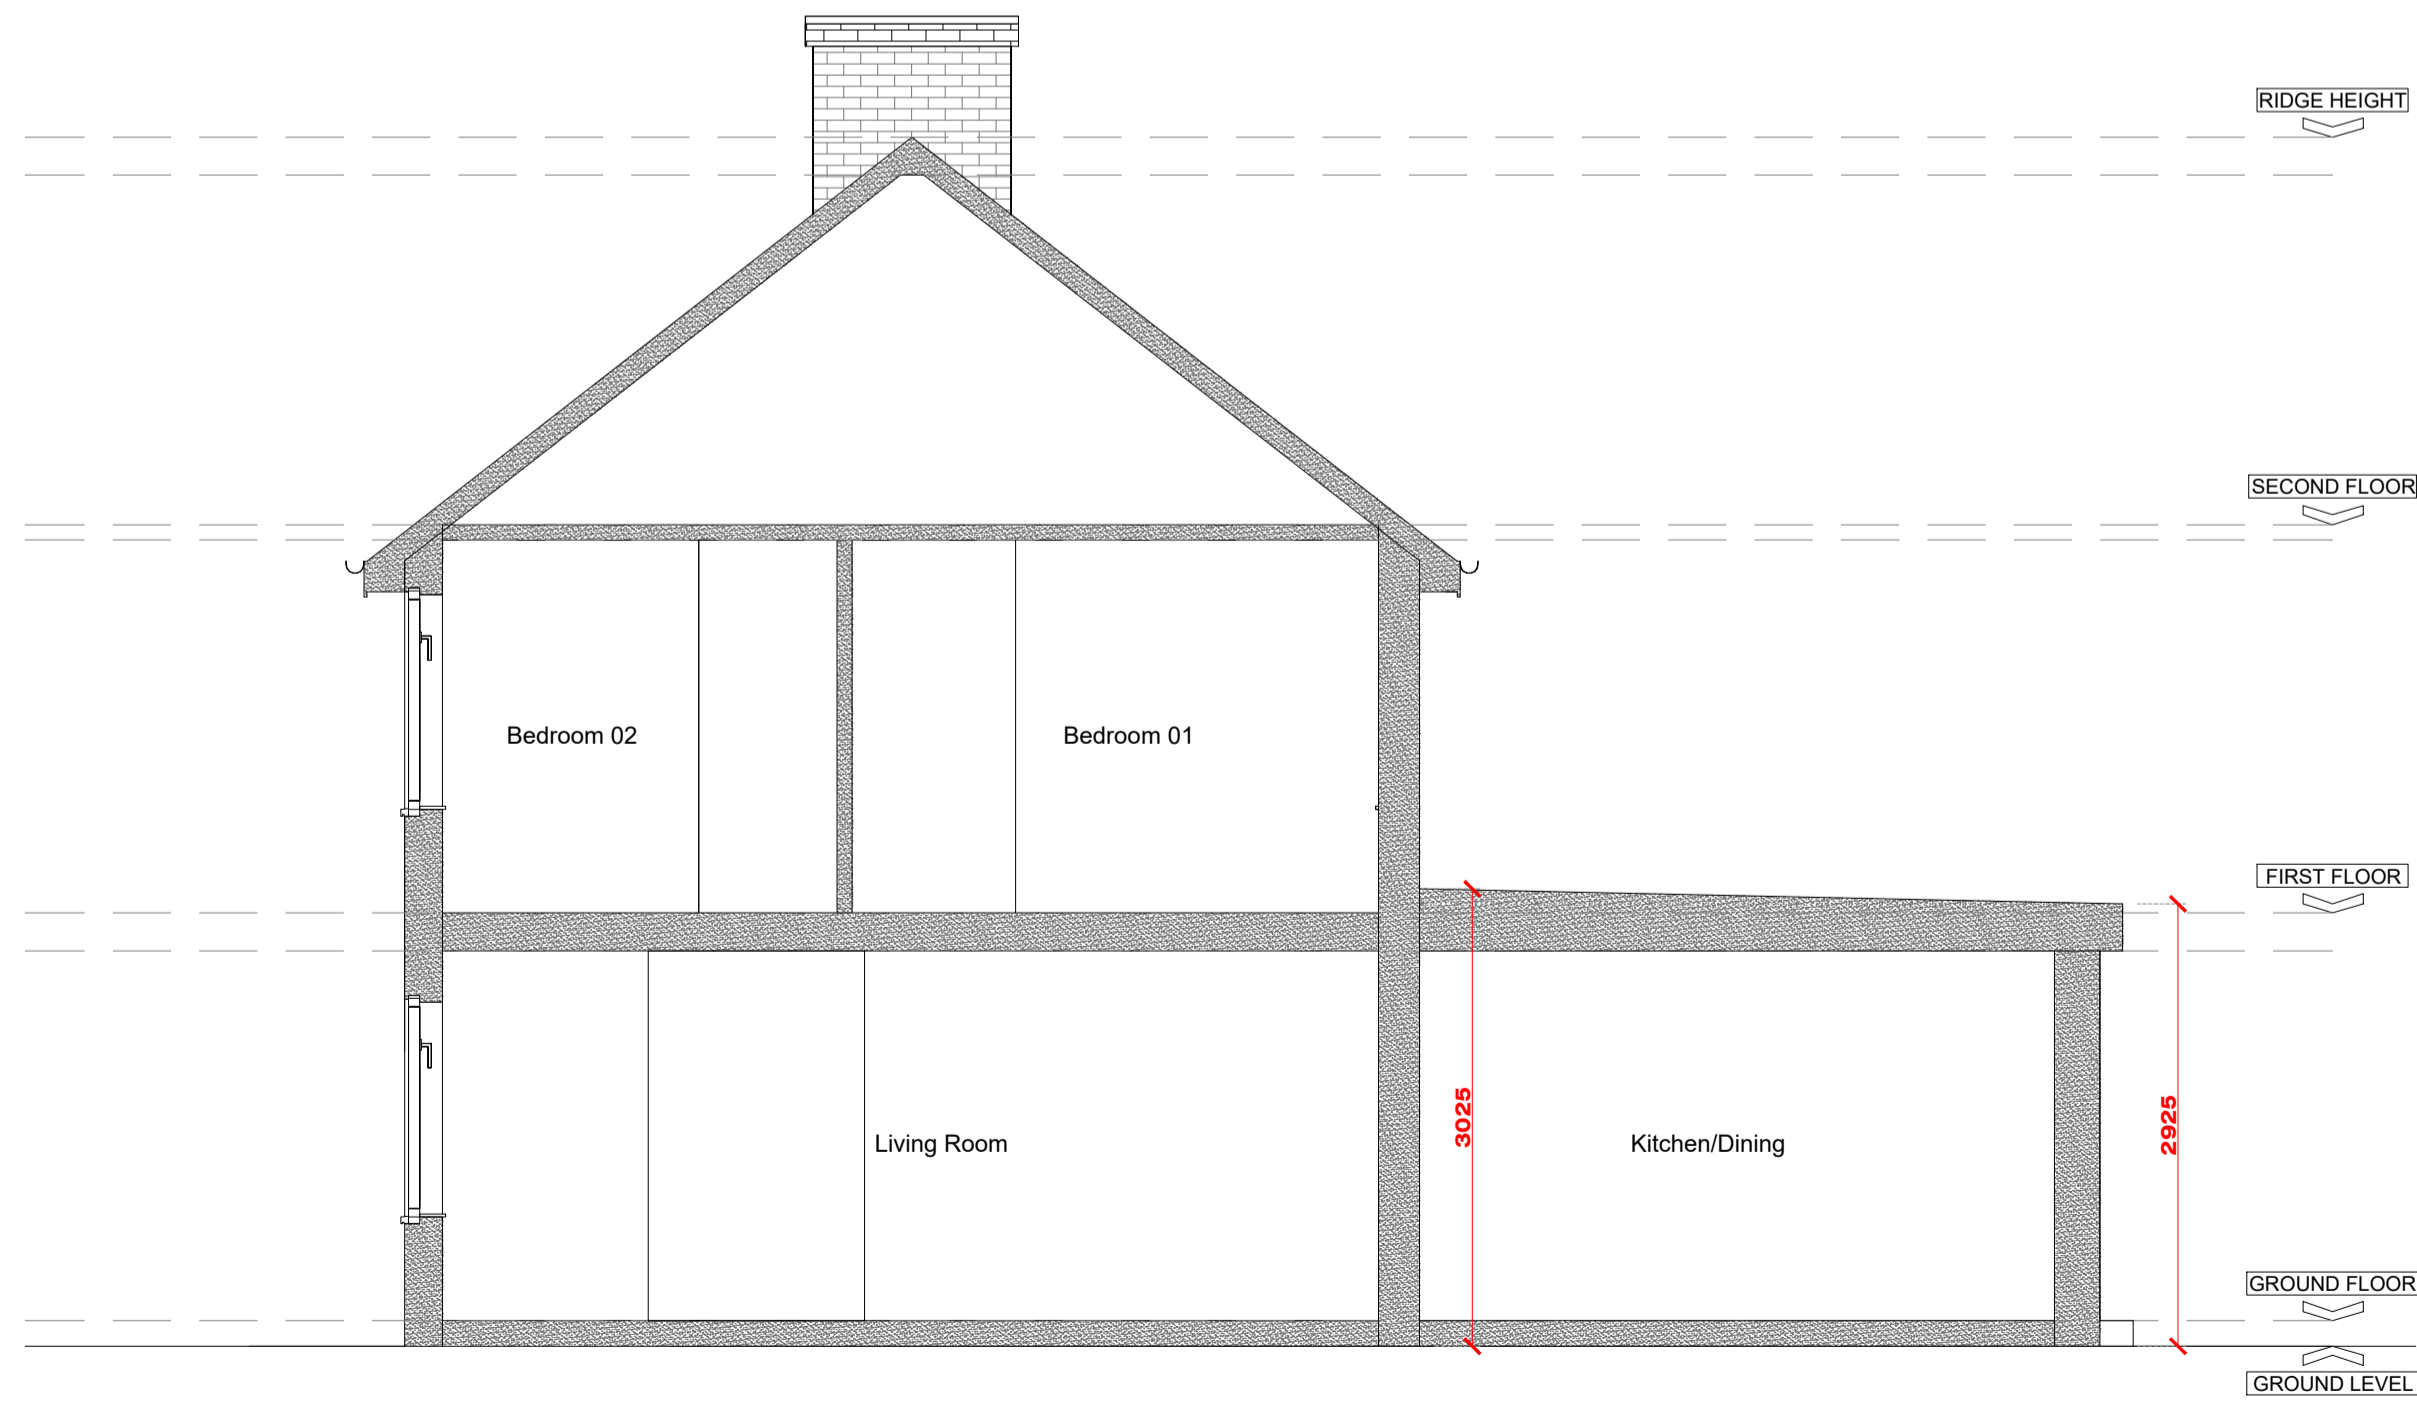 RIDGE HEIGHT
SECOND FLOOR
Bedroom 02
Bedroom 01
FIRST FLOOR
3025
2925
Living Room
Kitchen/Dining
GROUND FLOOR
GROUND LEVEL